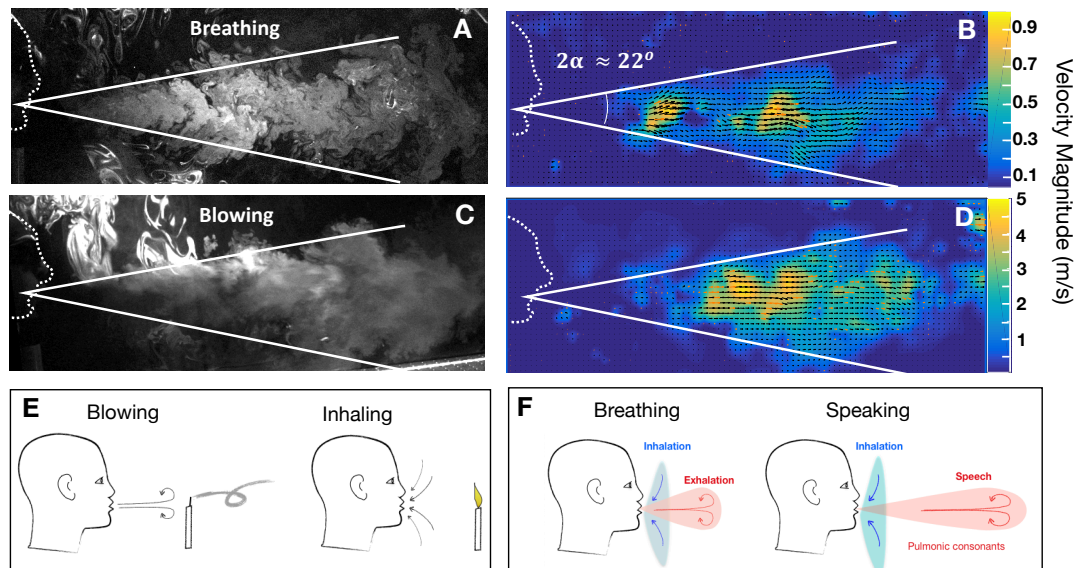 Breathing
A
B
2α ≈ 22º
0.9
0.7
0.5
0.3
0.1
Velocity Magnitude (m/s)
Blowing
C
D
5
4
3
2
1
E
Blowing
Inhaling
F
Breathing
Speaking
Inhalation
Exhalation
Inhalation
Speech
Pulmonic consonants